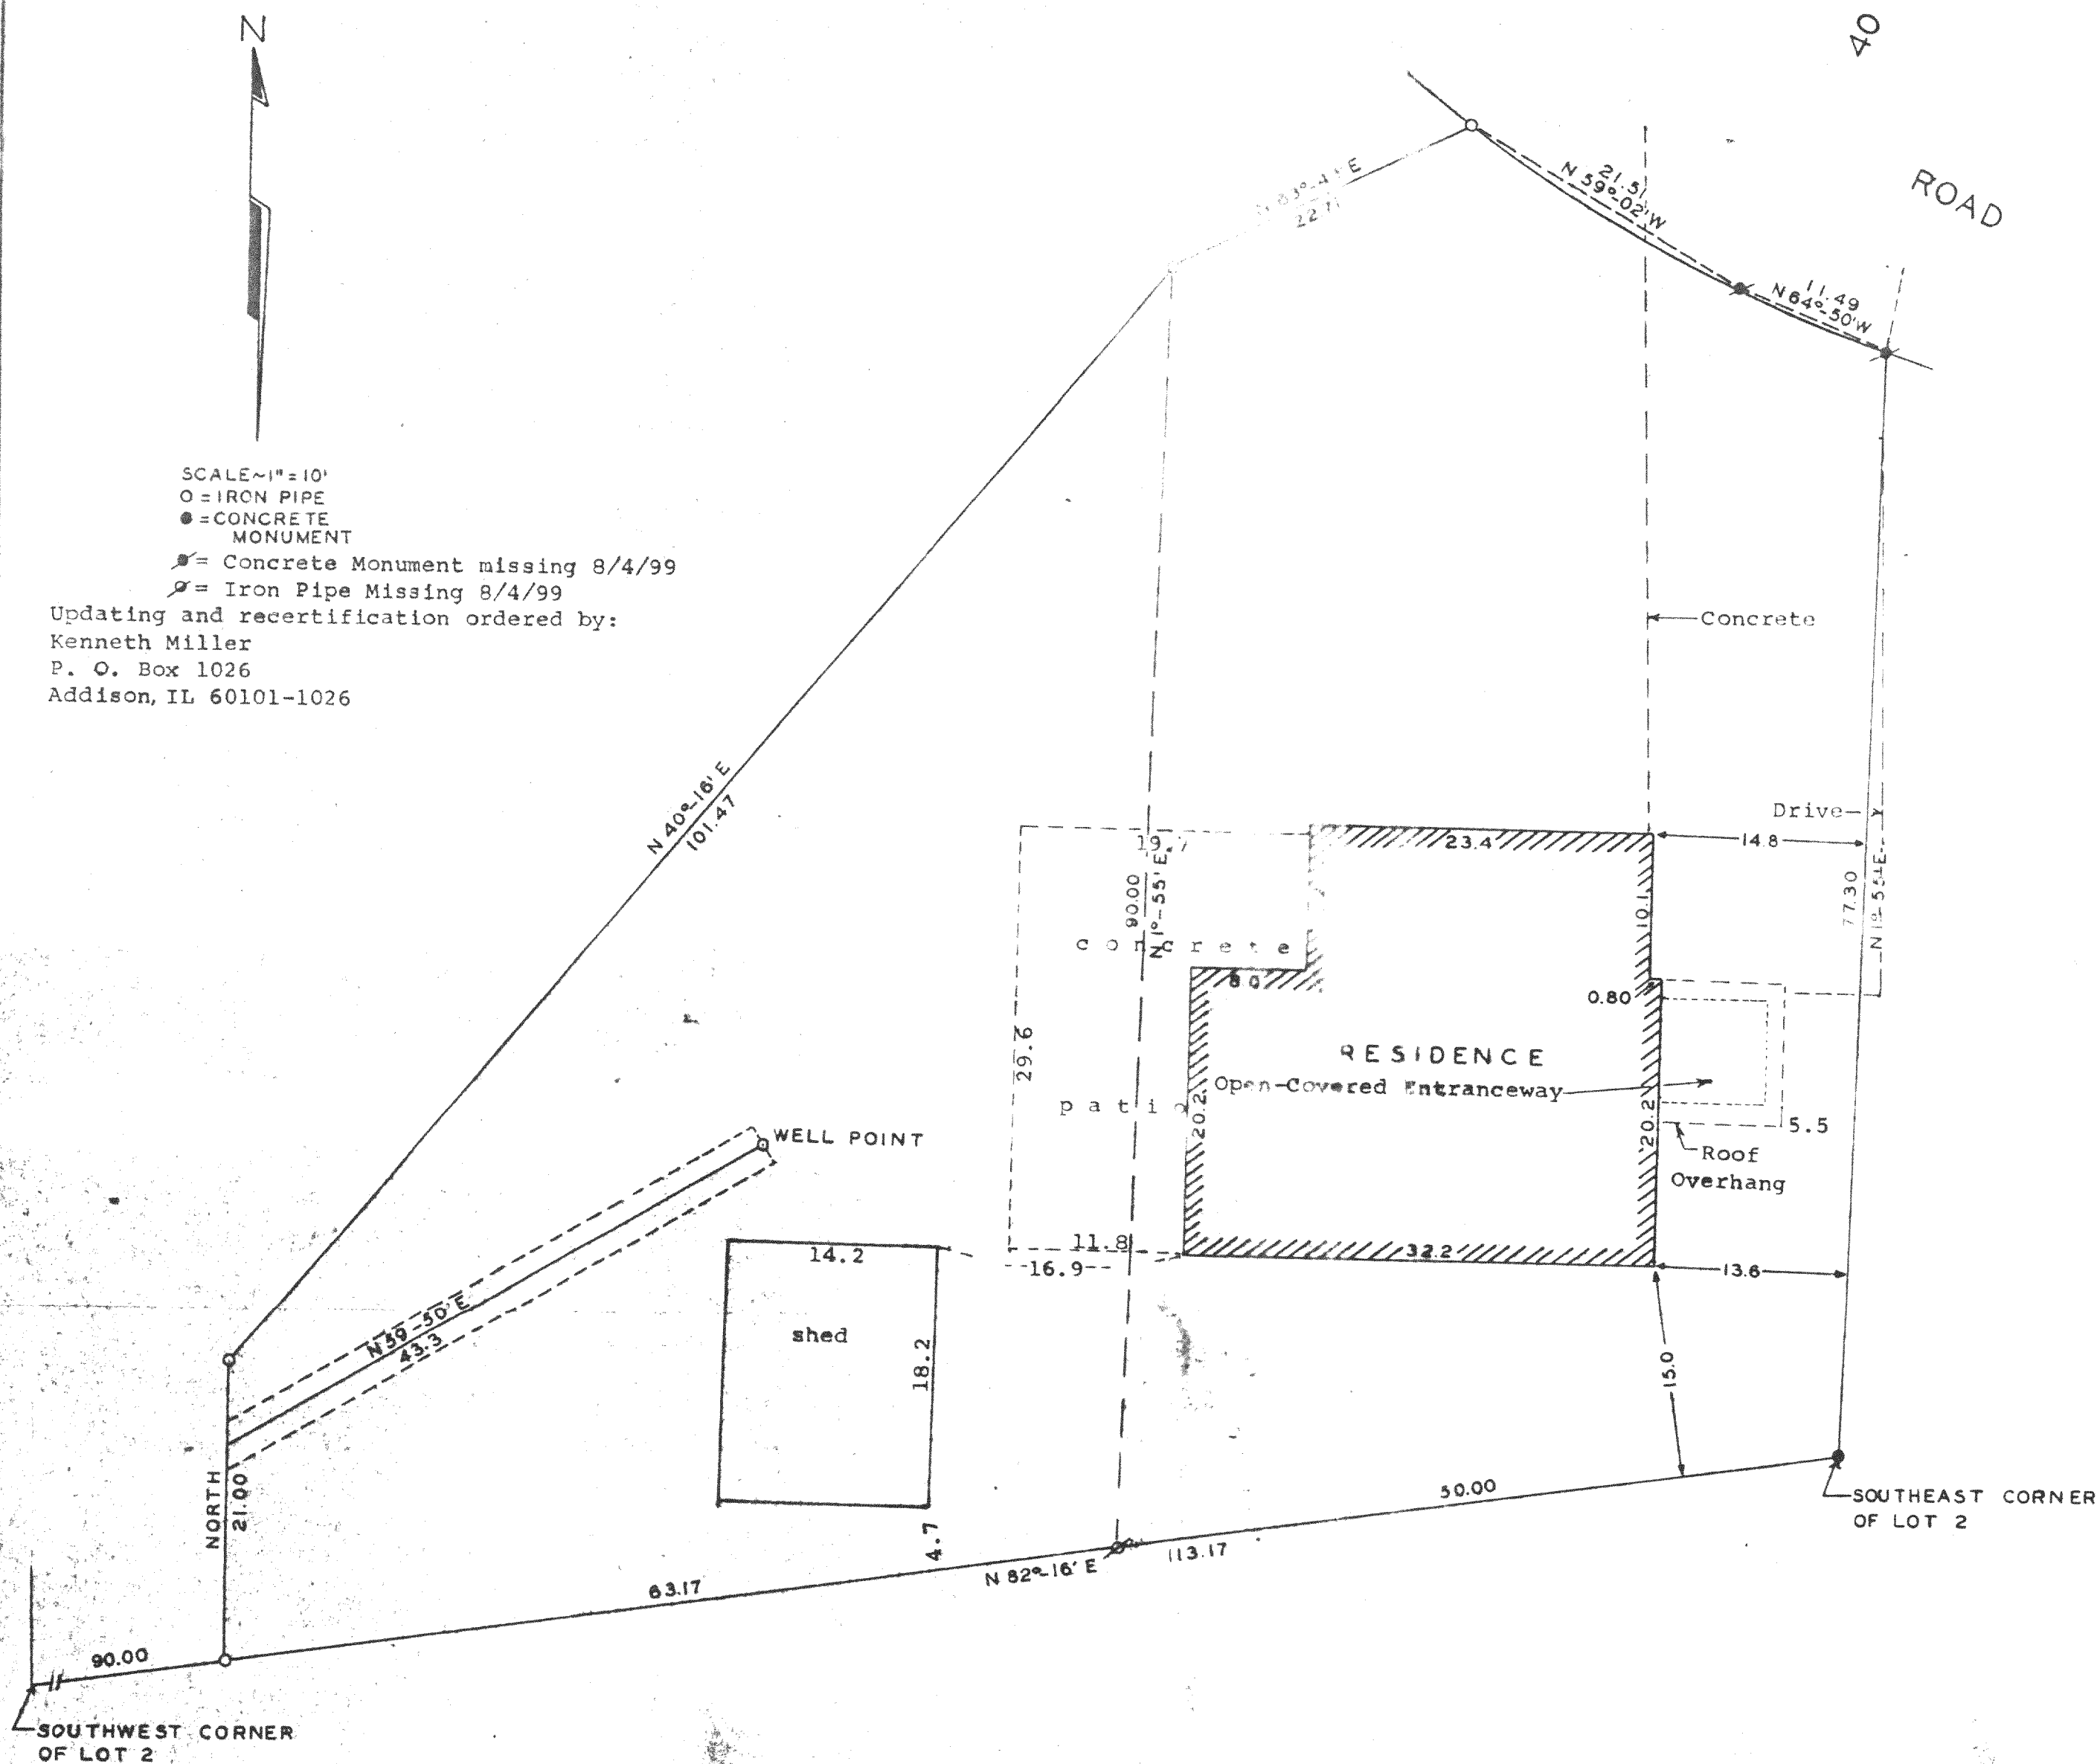 N
40
ROAD
21.51
N 59°-02' W
11.49
N 64°-50' W
SCALE~1"=10'
O = IRON PIPE
● = CONCRETE
MONUMENT
= Concrete Monument missing 8/4/99
= Iron Pipe Missing 8/4/99
Updating and recertification ordered by:
Kenneth Miller
P. O. Box 1026
Addison, IL 60101-1026
Concrete
N 40°-16' E
101.47
Drive
19.7
23.4
14.8
90.00
N 1°-55' E
10.1
77.30
N 1°-55' E
concrete
8.0
0.80
29.6
RESIDENCE
Open-Covered Entranceway
patio
20.2
20.2
5.5
Roof
Overhang
WELL POINT
11.8
16.9
32.2
13.6
14.2
shed
18.2
N 59-50' E
43.3
15.0
NORTH
21.00
4.7
50.00
113.17
N 82°-16' E
63.17
SOUTHEAST CORNER
OF LOT 2
90.00
SOUTHWEST CORNER
OF LOT 2